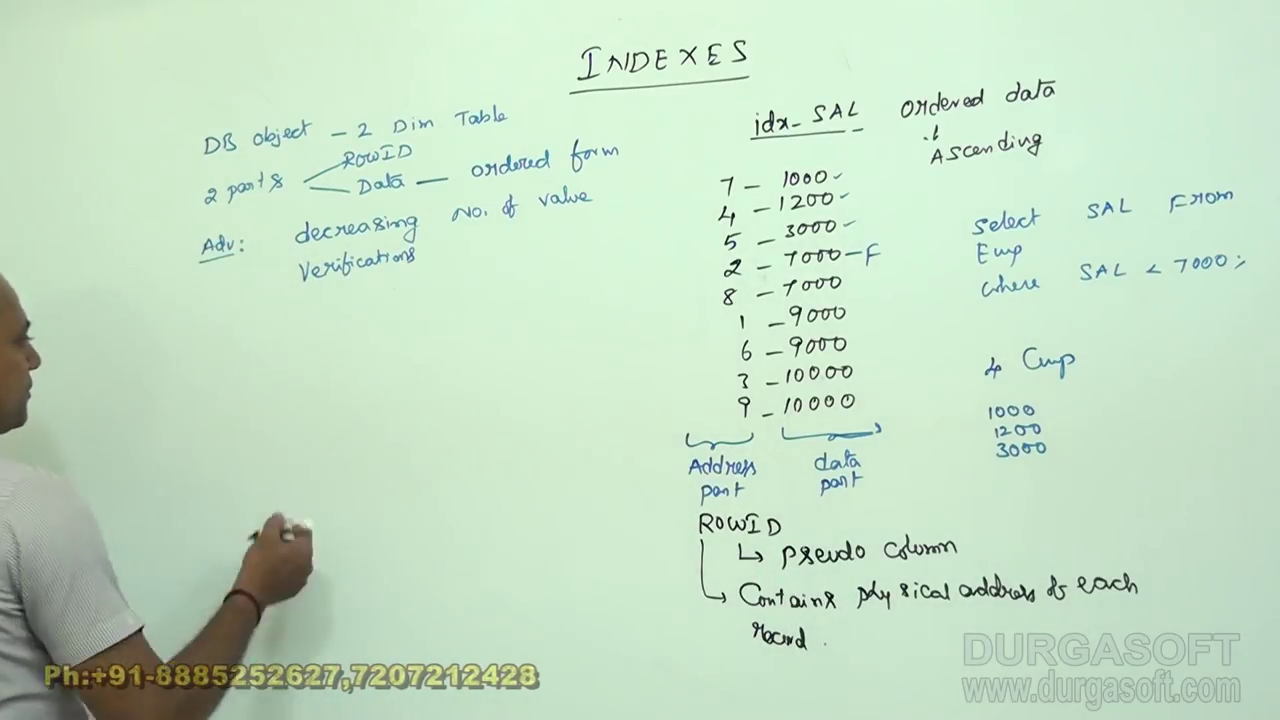 INDEXES
DB Object - 2 Dim Table
2 parts
ROWID
Data - ordered form
Adv: decreasing No. of value
Verifications
idx_SAL
ordered data
Ascending
7 - 1000
4 - 1200
5 - 3000
2 - 7000 - F
8 - 7000
1 - 9000
6 - 9000
3 - 10000
9 - 10000
Address
part
data
part
Select SAL From
Emp
where SAL < 7000;
4 Cmp
1000
1200
3000
ROWID
Pseudo Column
Contains physical address of each
record.
Ph:+91-8885252627,7207212428
DURGASOFT
www.durgasoft.com